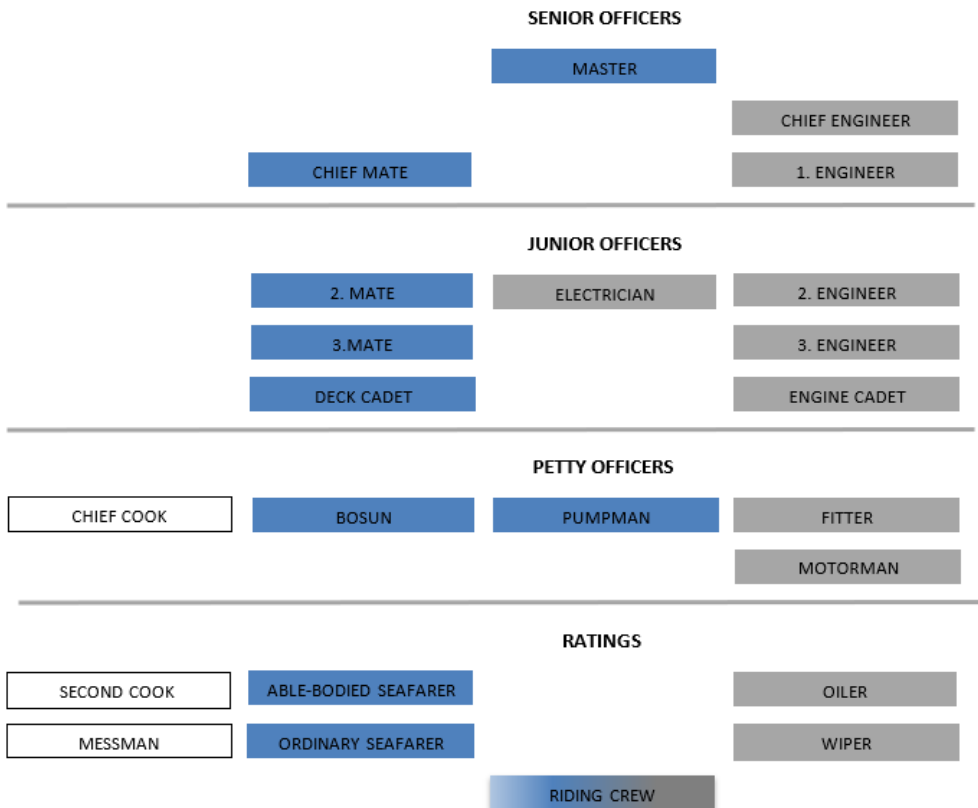 SENIOR OFFICERS
MASTER
CHIEF ENGINEER
CHIEF MATE
1. ENGINEER
JUNIOR OFFICERS
2. MATE
ELECTRICIAN
2. ENGINEER
3.MATE
3. ENGINEER
DECK CADET
ENGINE CADET
PETTY OFFICERS
CHIEF COOK
BOSUN
PUMPMAN
FITTER
MOTORMAN
RATINGS
SECOND COOK
ABLE-BODIED SEAFARER
OILER
MESSMAN
ORDINARY SEAFARER
WIPER
RIDING CREW